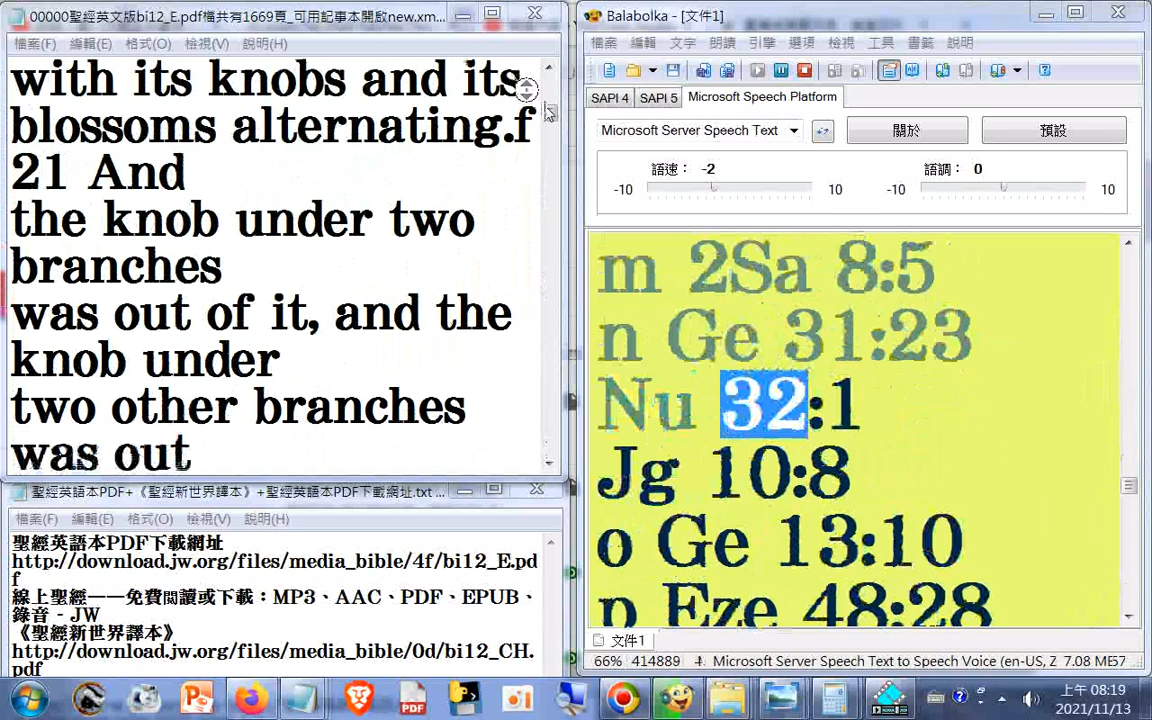 00000聖經英文版bi12_E.pdf檔共有1669頁_可用記事本開啟new.xm...
檔案(F) 編輯(E) 格式(O) 檢視(V) 說明(H)
with its knobs and its
blossoms alternating.f
21 And
the knob under two
branches
was out of it, and the
knob under
two other branches
was out
聖經英語本PDF+《聖經新世界譯本》+聖經英語本PDF下載網址.txt ...
檔案(F) 編輯(E) 格式(O) 檢視(V) 說明(H)
聖經英語本PDF下載網址
http://download.jw.org/files/media_bible/4f/bi12_E.pd
f
線上聖經——免費閱讀或下載：MP3、AAC、PDF、EPUB、
錄音 - JW
《聖經新世界譯本》
http://download.jw.org/files/media_bible/0d/bi12_CH.
pdf
Balabolka - [文件1]
檔案 編輯 文字 朗讀 引擎 選項 檢視 工具 書籤 說明
SAPI 4 SAPI 5 Microsoft Speech Platform
Microsoft Server Speech Text 關於 預設
語速： -2 語調： 0
-10 10 -10 10
m 2Sa 8:5
n Ge 31:23
Nu 32:1
Jg 10:8
o Ge 13:10
p Eze 48:28
文件1
66% 414889 Microsoft Server Speech Text to Speech Voice (en-US, Z 7.08 ME57
上午 08:19
2021/11/13